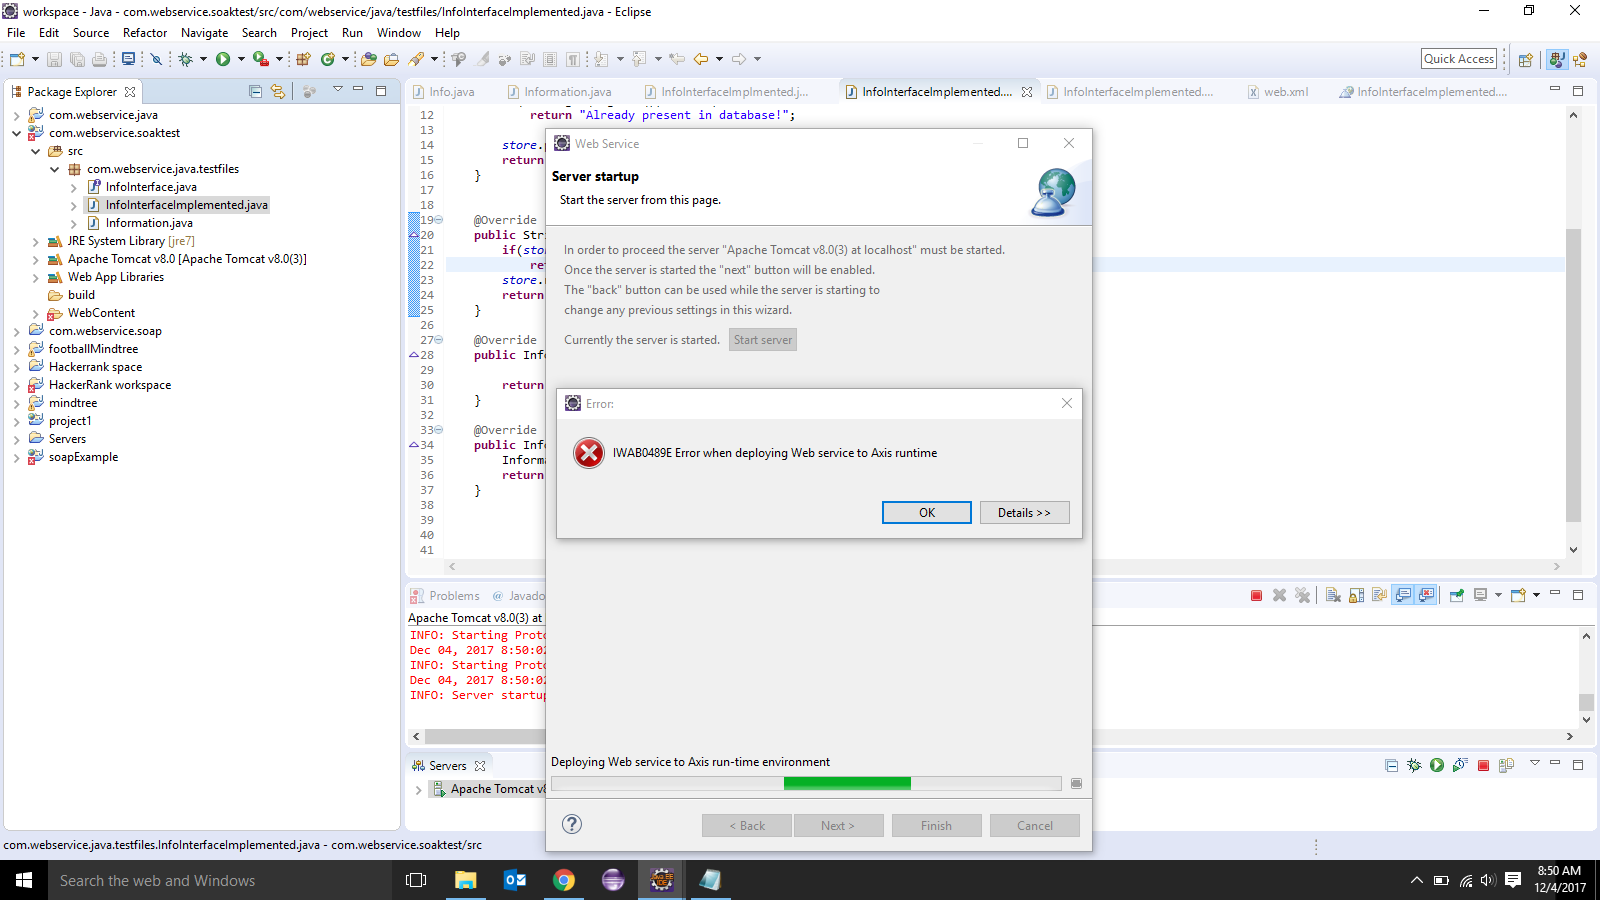 workspace - Java - com.webservice.soaktest/src/com/webservice/java/testfiles/InfoInterfaceImplemented.java - Eclipse
File Edit Source Refactor Navigate Search Project Run Window Help
Quick Access
Package Explorer
com.webservice.java
com.webservice.soaktest
src
com.webservice.java.testfiles
InfoInterface.java
InfoInterfaceImplemented.java
Information.java
JRE System Library [jre7]
Apache Tomcat v8.0 [Apache Tomcat v8.0(3)]
Web App Libraries
build
WebContent
com.webservice.soap
footballMindtree
Hackerrank space
HackerRank workspace
mindtree
project1
Servers
soapExample
Info.java Information.java InfoInterfaceImplmented.j... InfoInterfaceImplemented.... InfoInterfaceImplemented.... web.xml InfoInterfaceImplemented....
12 return "Already present in database!";
13
14 store.
15 return
16 }
17
18
19 @Override
20 public Str
21 if(sto
22 re
23 store.
24 return
25 }
26
27 @Override
28 public Inf
29
30 return
31 }
32
33 @Override
34 public Inf
35 Informa
36 return
37 }
38
39
40
41
Web Service
Server startup
Start the server from this page.
In order to proceed the server "Apache Tomcat v8.0(3) at localhost" must be started.
Once the server is started the "next" button will be enabled.
The "back" button can be used while the server is starting to
change any previous settings in this wizard.
Currently the server is started. Start server
Error:
IWAB0489E Error when deploying Web service to Axis runtime
OK Details >>
Deploying Web service to Axis run-time environment
< Back Next > Finish Cancel
Problems @ Javado
Apache Tomcat v8.0(3) at
INFO: Starting Proto
Dec 04, 2017 8:50:02
INFO: Starting Proto
Dec 04, 2017 8:50:02
INFO: Server startup
Servers
Apache Tomcat v8
com.webservice.java.testfiles.InfoInterfaceImplemented.java - com.webservice.soaktest/src
Search the web and Windows
8:50 AM
12/4/2017